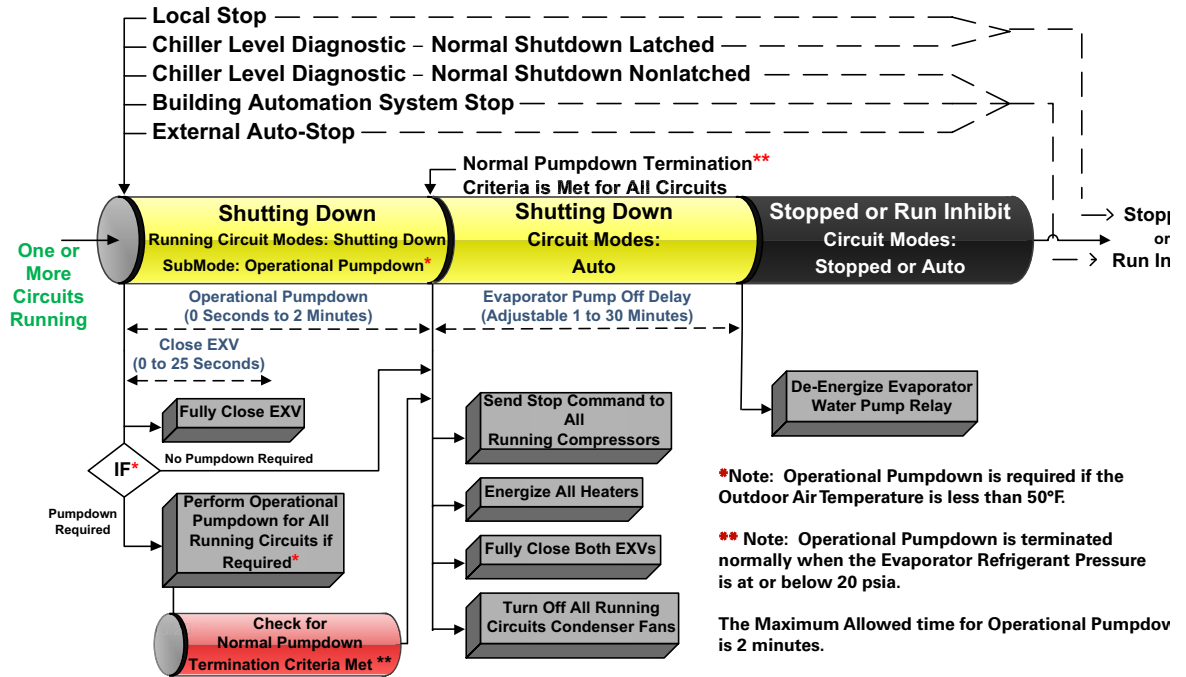 Local Stop
Chiller Level Diagnostic – Normal Shutdown Latched
Chiller Level Diagnostic – Normal Shutdown Nonlatched
Building Automation System Stop
External Auto-Stop
Normal Pumpdown Termination**
Criteria is Met for All Circuits
One or
More
Circuits
Running
Shutting Down
Running Circuit Modes: Shutting Down
SubMode: Operational Pumpdown*
Shutting Down
Circuit Modes:
Auto
Stopped or Run Inhibit
Circuit Modes:
Stopped or Auto
Stopp
or
Run In
Operational Pumpdown
(0 Seconds to 2 Minutes)
Evaporator Pump Off Delay
(Adjustable 1 to 30 Minutes)
Close EXV
(0 to 25 Seconds)
Fully Close EXV
IF*
No Pumpdown Required
Pumpdown
Required
Perform Operational
Pumpdown for All
Running Circuits if
Required*
Check for
Normal Pumpdown
Termination Criteria Met **
Send Stop Command to
All
Running Compressors
Energize All Heaters
Fully Close Both EXVs
Turn Off All Running
Circuits Condenser Fans
De-Energize Evaporator
Water Pump Relay
*Note: Operational Pumpdown is required if the
Outdoor Air Temperature is less than 50ºF.
** Note: Operational Pumpdown is terminated
normally when the Evaporator Refrigerant Pressure
is at or below 20 psia.
The Maximum Allowed time for Operational Pumpdow
is 2 minutes.